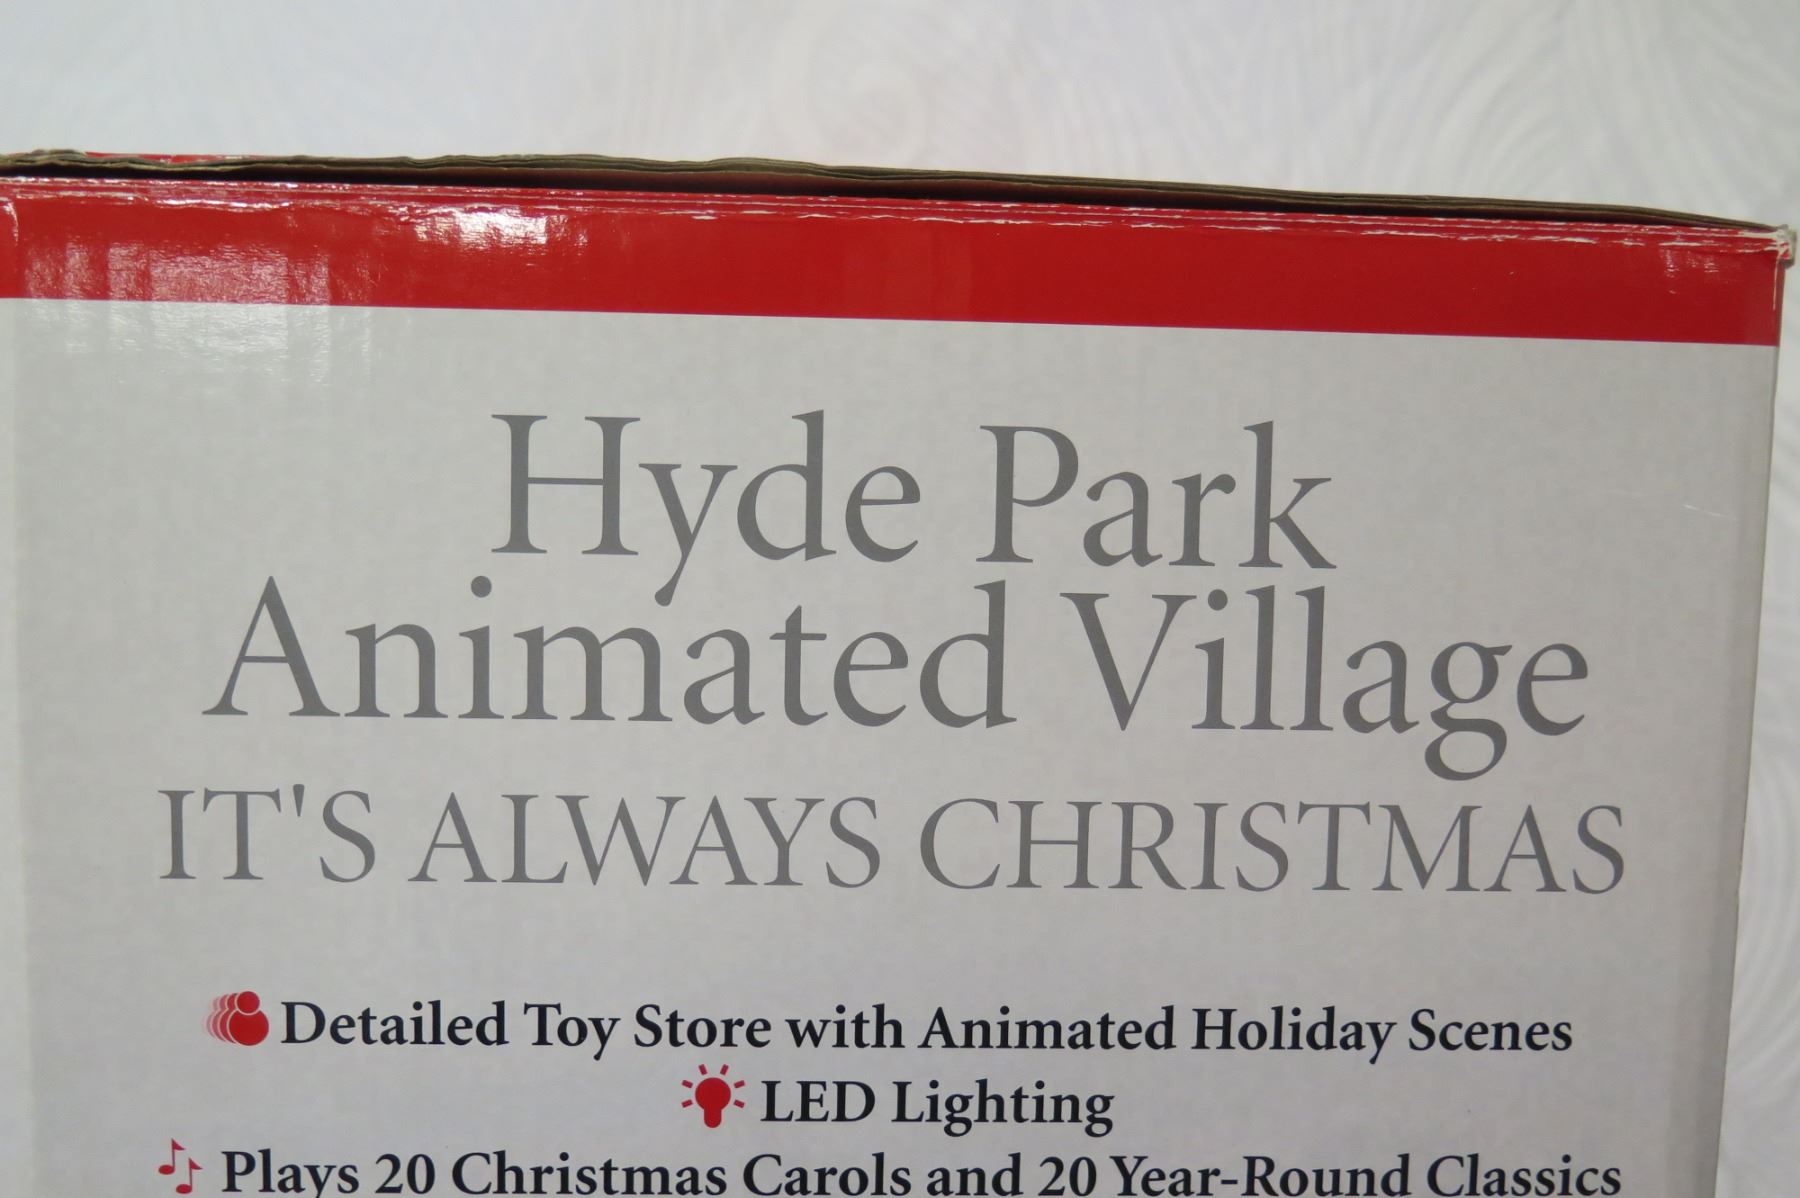 Hyde Park
Animated Village
IT'S ALWAYS CHRISTMAS
Detailed Toy Store with Animated Holiday Scenes
LED Lighting
Plays 20 Christmas Carols and 20 Year-Round Classics